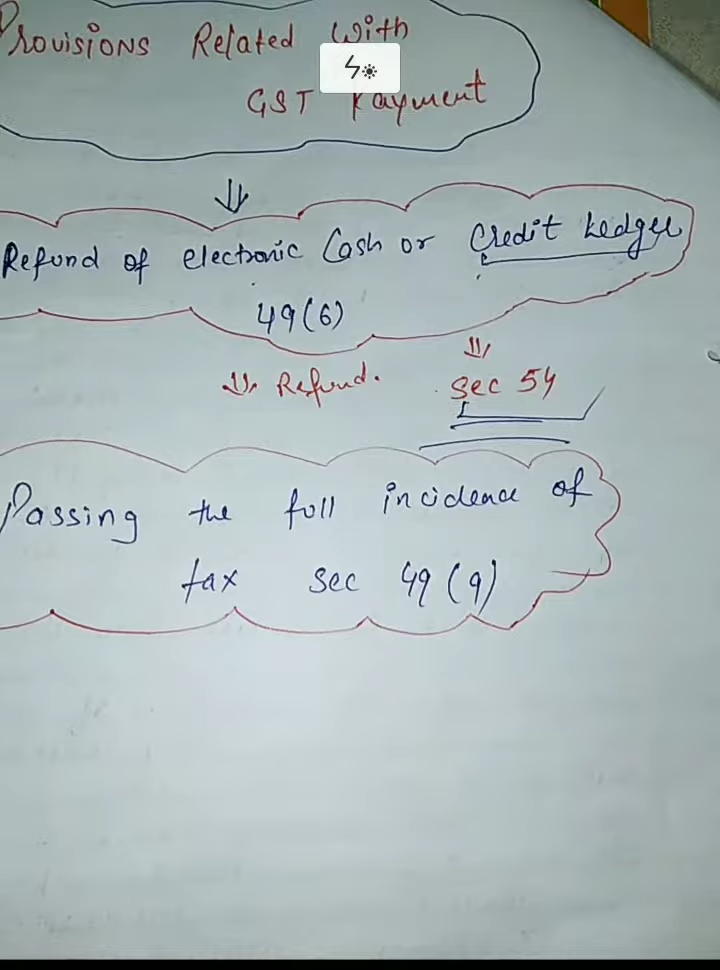 Provisions Related with
GST Payment
⇓
Refund of electronic Cash or Credit Ledger
49(6)
⇓ Refund. ⇓ Sec 54
Passing the full incidence of
tax sec 49 (9)